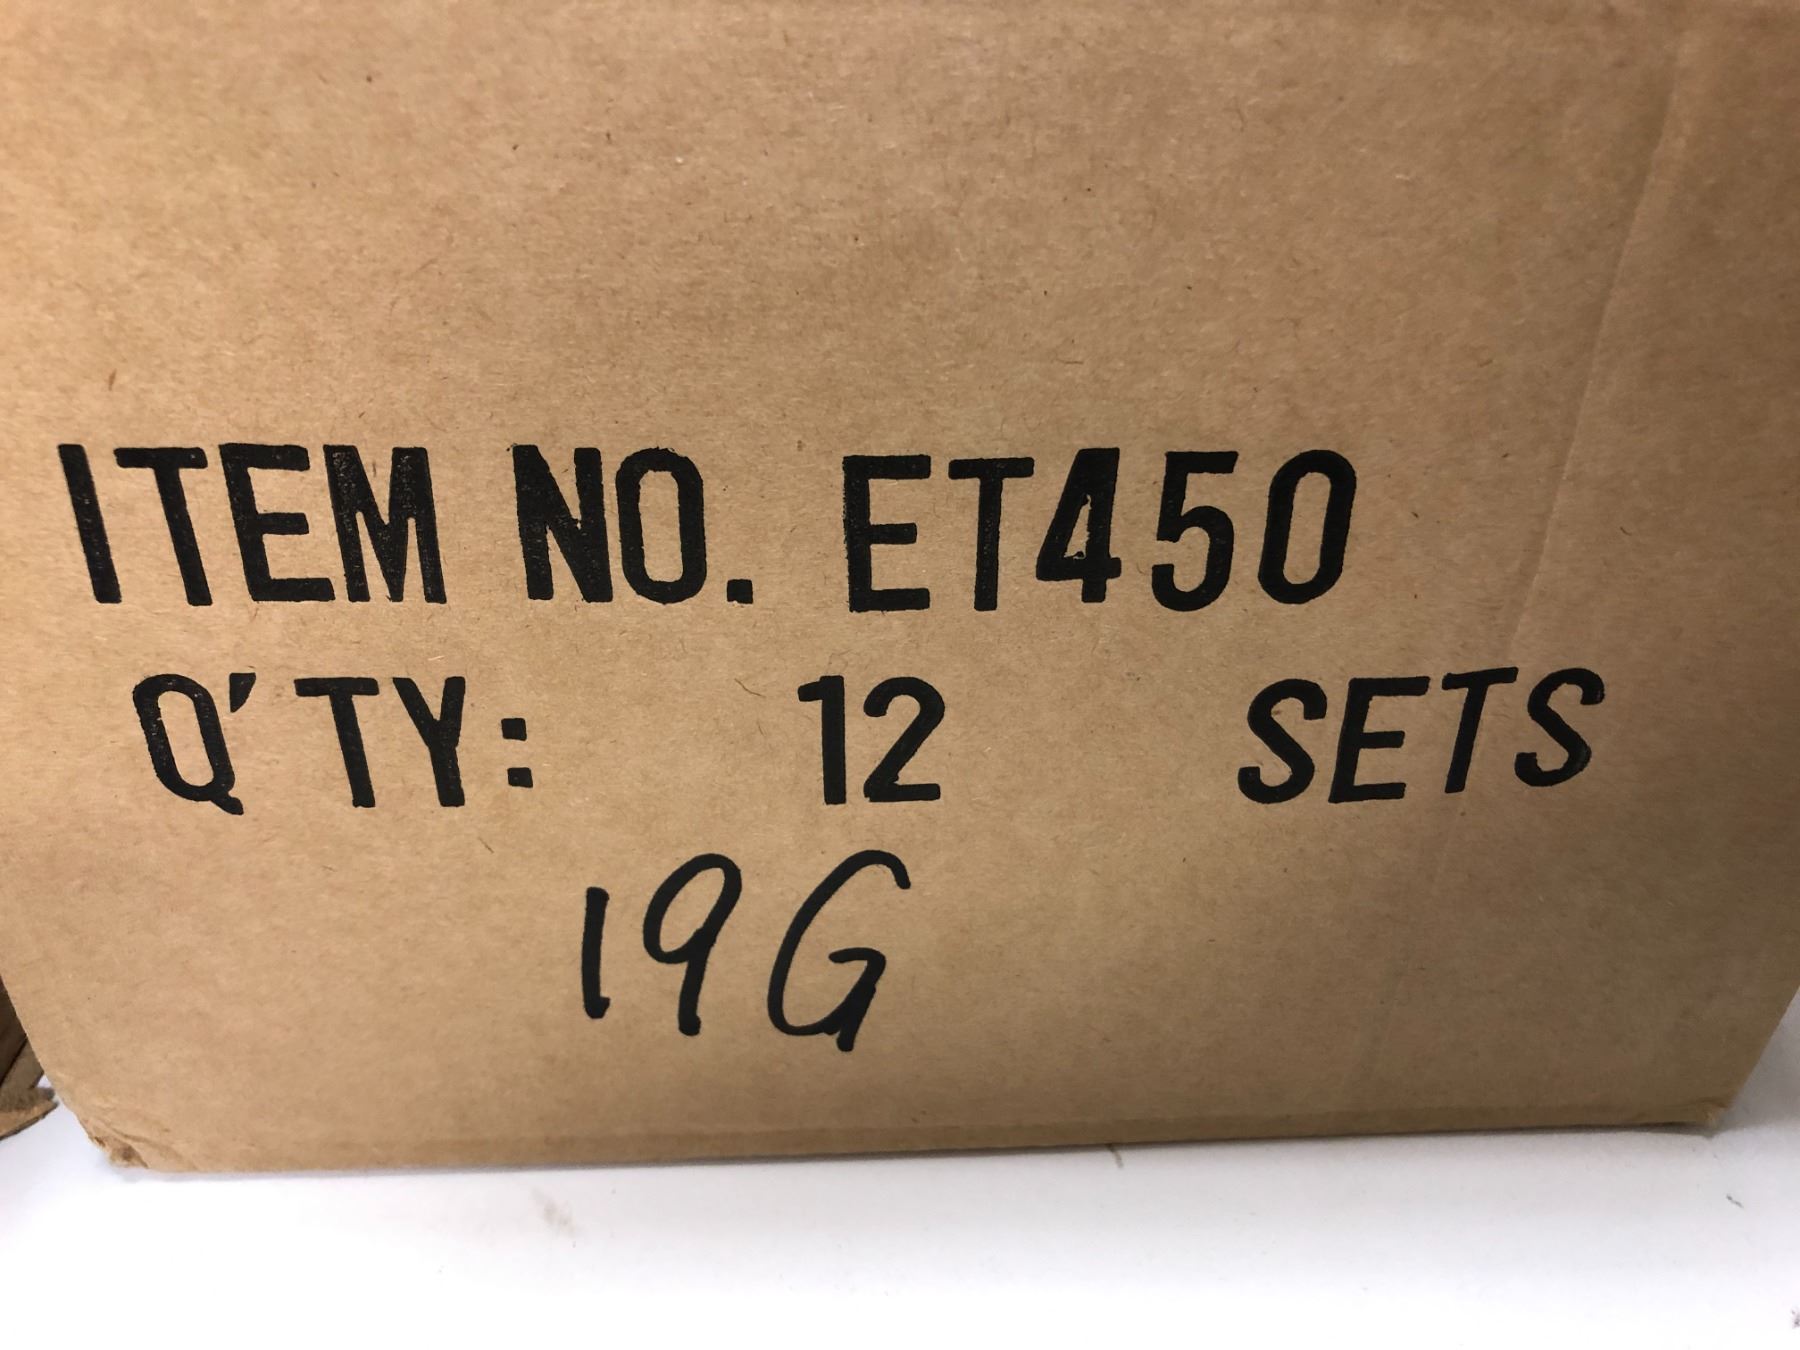 ITEM NO. ET450
Q'TY: 12 SETS
19G